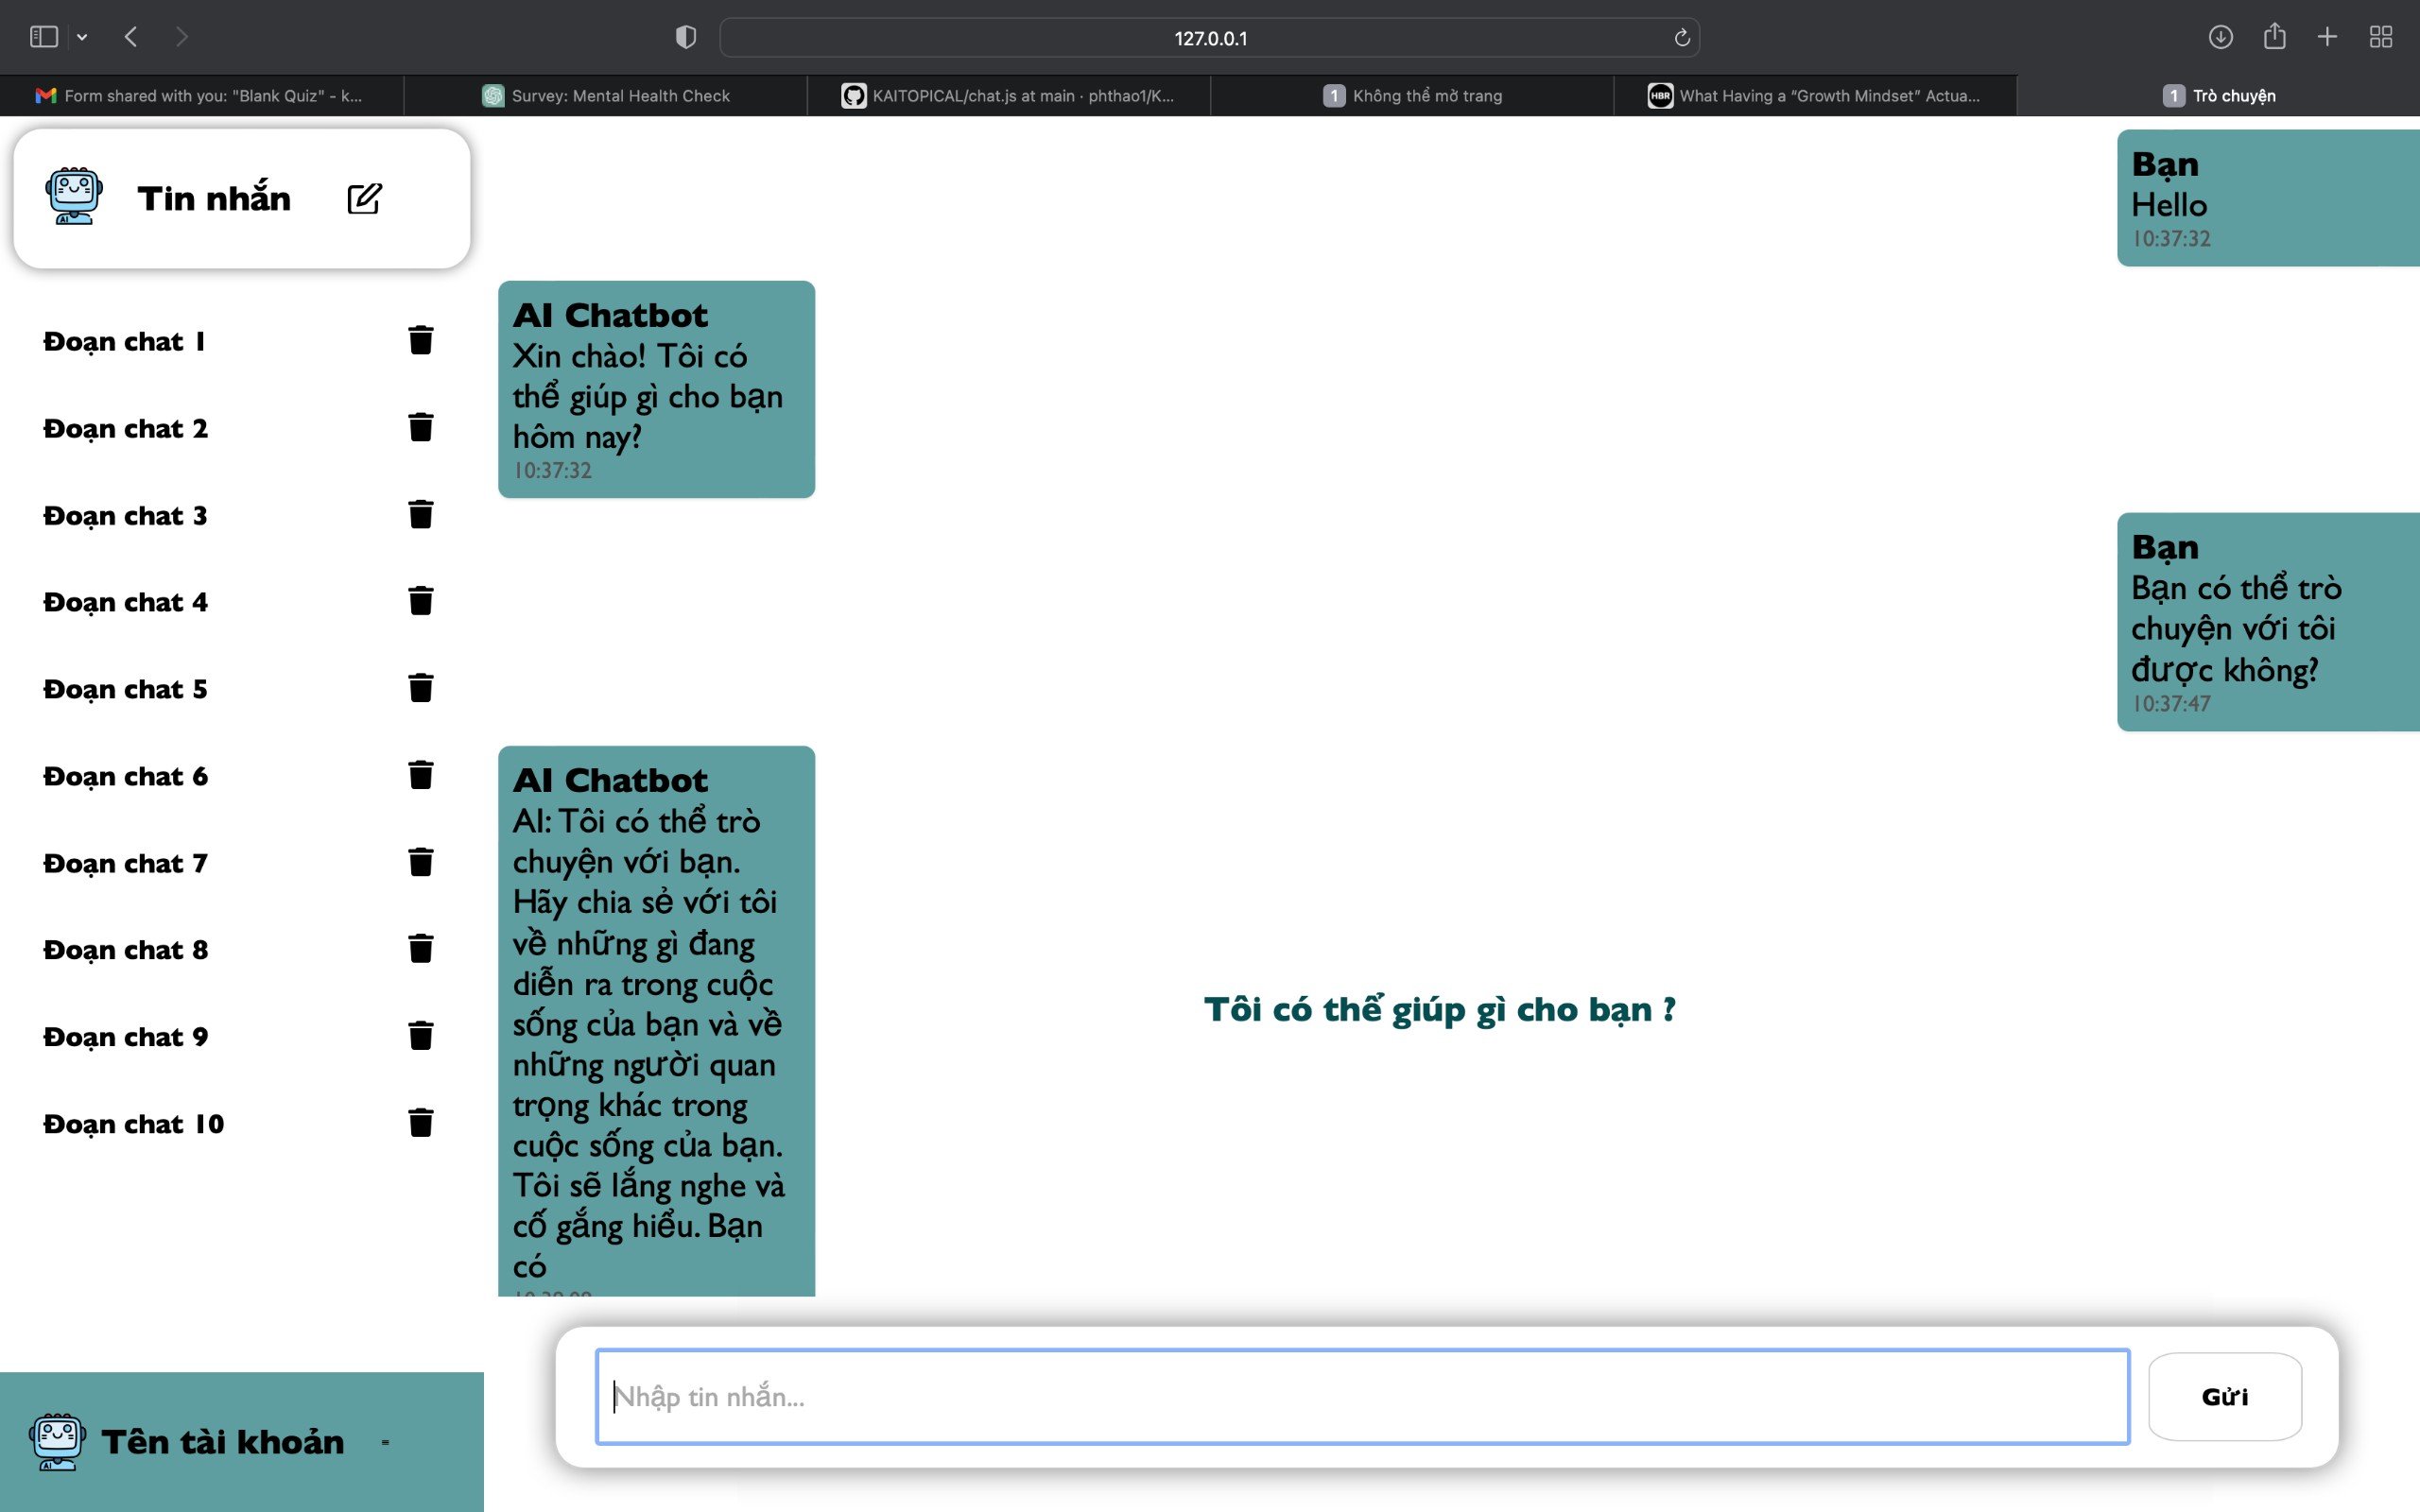 127.0.0.1
Form shared with you: "Blank Quiz" - k...
Survey: Mental Health Check
KAITOPICAL/chat.js at main · phthao1/K...
1 Không thể mở trang
HBR What Having a “Growth Mindset” Actua...
1 Trò chuyện
AI Tin nhắn
Đoạn chat 1
Đoạn chat 2
Đoạn chat 3
Đoạn chat 4
Đoạn chat 5
Đoạn chat 6
Đoạn chat 7
Đoạn chat 8
Đoạn chat 9
Đoạn chat 10
AI Tên tài khoản
Bạn
Hello
10:37:32
AI Chatbot
Xin chào! Tôi có
thể giúp gì cho bạn
hôm nay?
10:37:32
Bạn
Bạn có thể trò
chuyện với tôi
được không?
10:37:47
AI Chatbot
AI: Tôi có thể trò
chuyện với bạn.
Hãy chia sẻ với tôi
về những gì đang
diễn ra trong cuộc
sống của bạn và về
những người quan
trọng khác trong
cuộc sống của bạn.
Tôi sẽ lắng nghe và
cố gắng hiểu. Bạn
có
Tôi có thể giúp gì cho bạn ?
Nhập tin nhắn...
Gửi